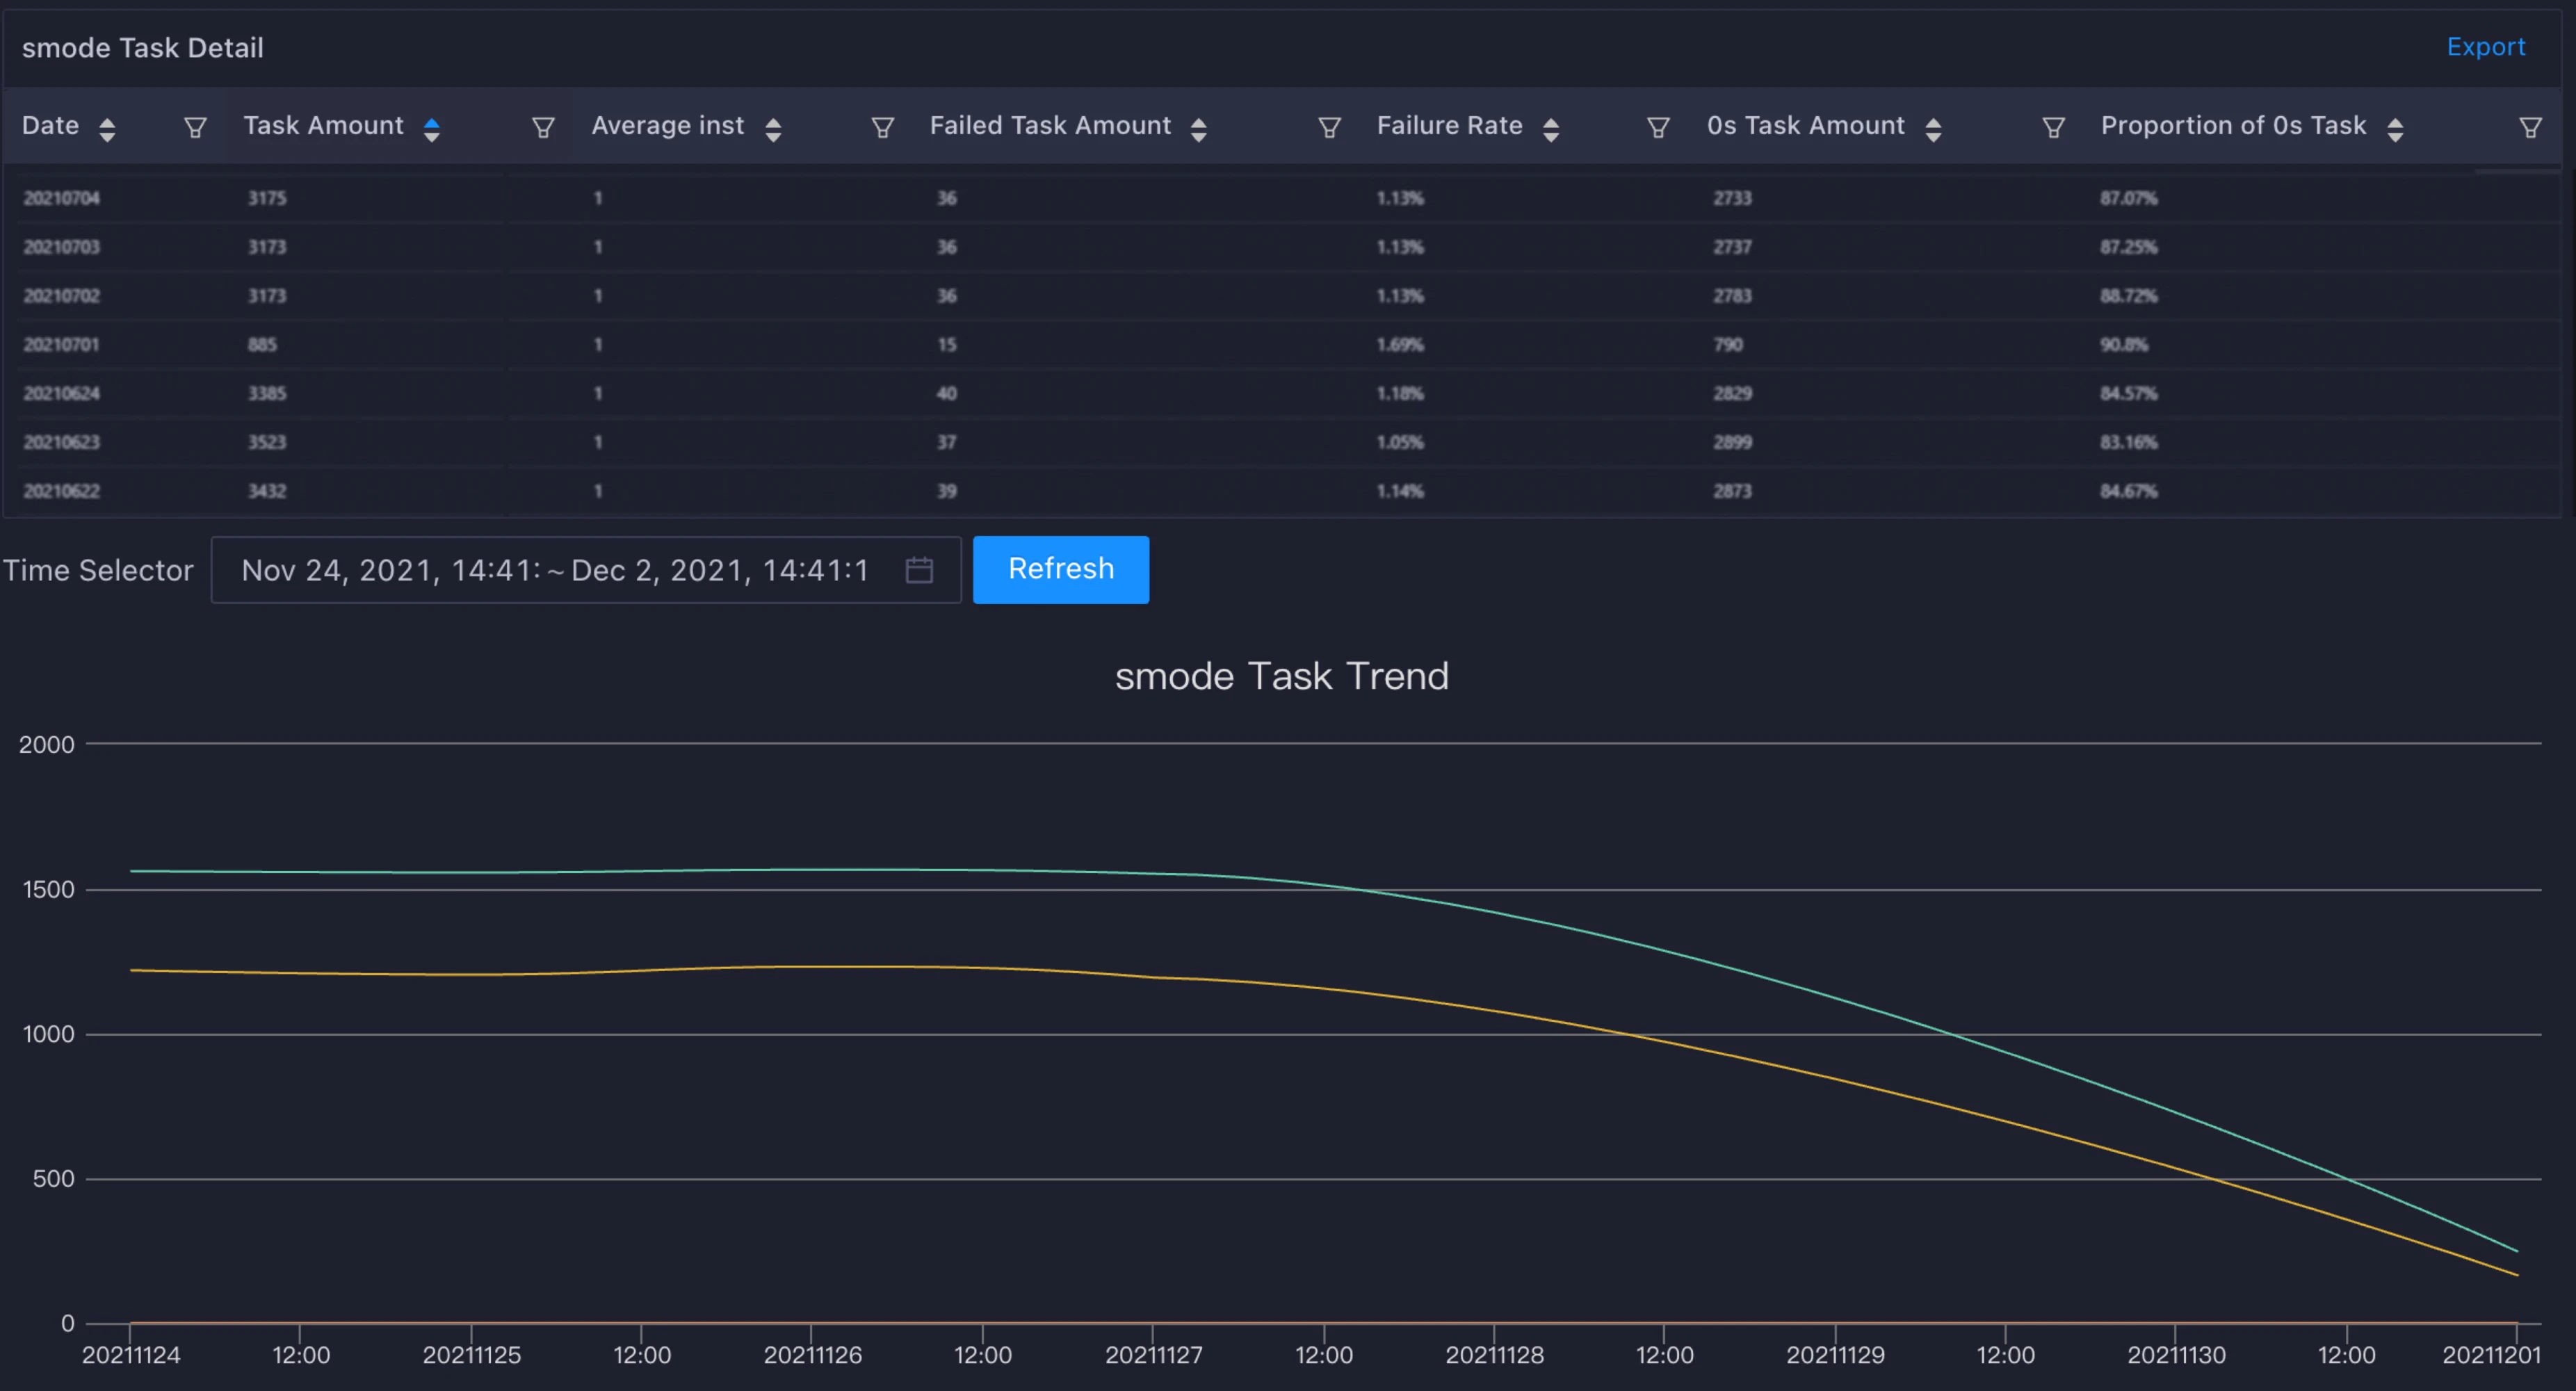 smode Task Detail Export
Date Task Amount Average inst Failed Task Amount Failure Rate 0s Task Amount Proportion of 0s Task
20210704 3175 1 36 1.13% 2733 87.07%
20210703 3173 1 36 1.13% 2737 87.25%
20210702 3173 1 36 1.13% 2783 88.72%
20210701 885 1 15 1.69% 790 90.8%
20210624 3385 1 40 1.18% 2829 84.57%
20210623 3523 1 37 1.05% 2899 83.16%
20210622 3432 1 39 1.14% 2873 84.67%
Time Selector Nov 24, 2021, 14:41: ~ Dec 2, 2021, 14:41:1 Refresh
smode Task Trend
2000
1500
1000
500
0
20211124 12:00 20211125 12:00 20211126 12:00 20211127 12:00 20211128 12:00 20211129 12:00 20211130 12:00 20211201